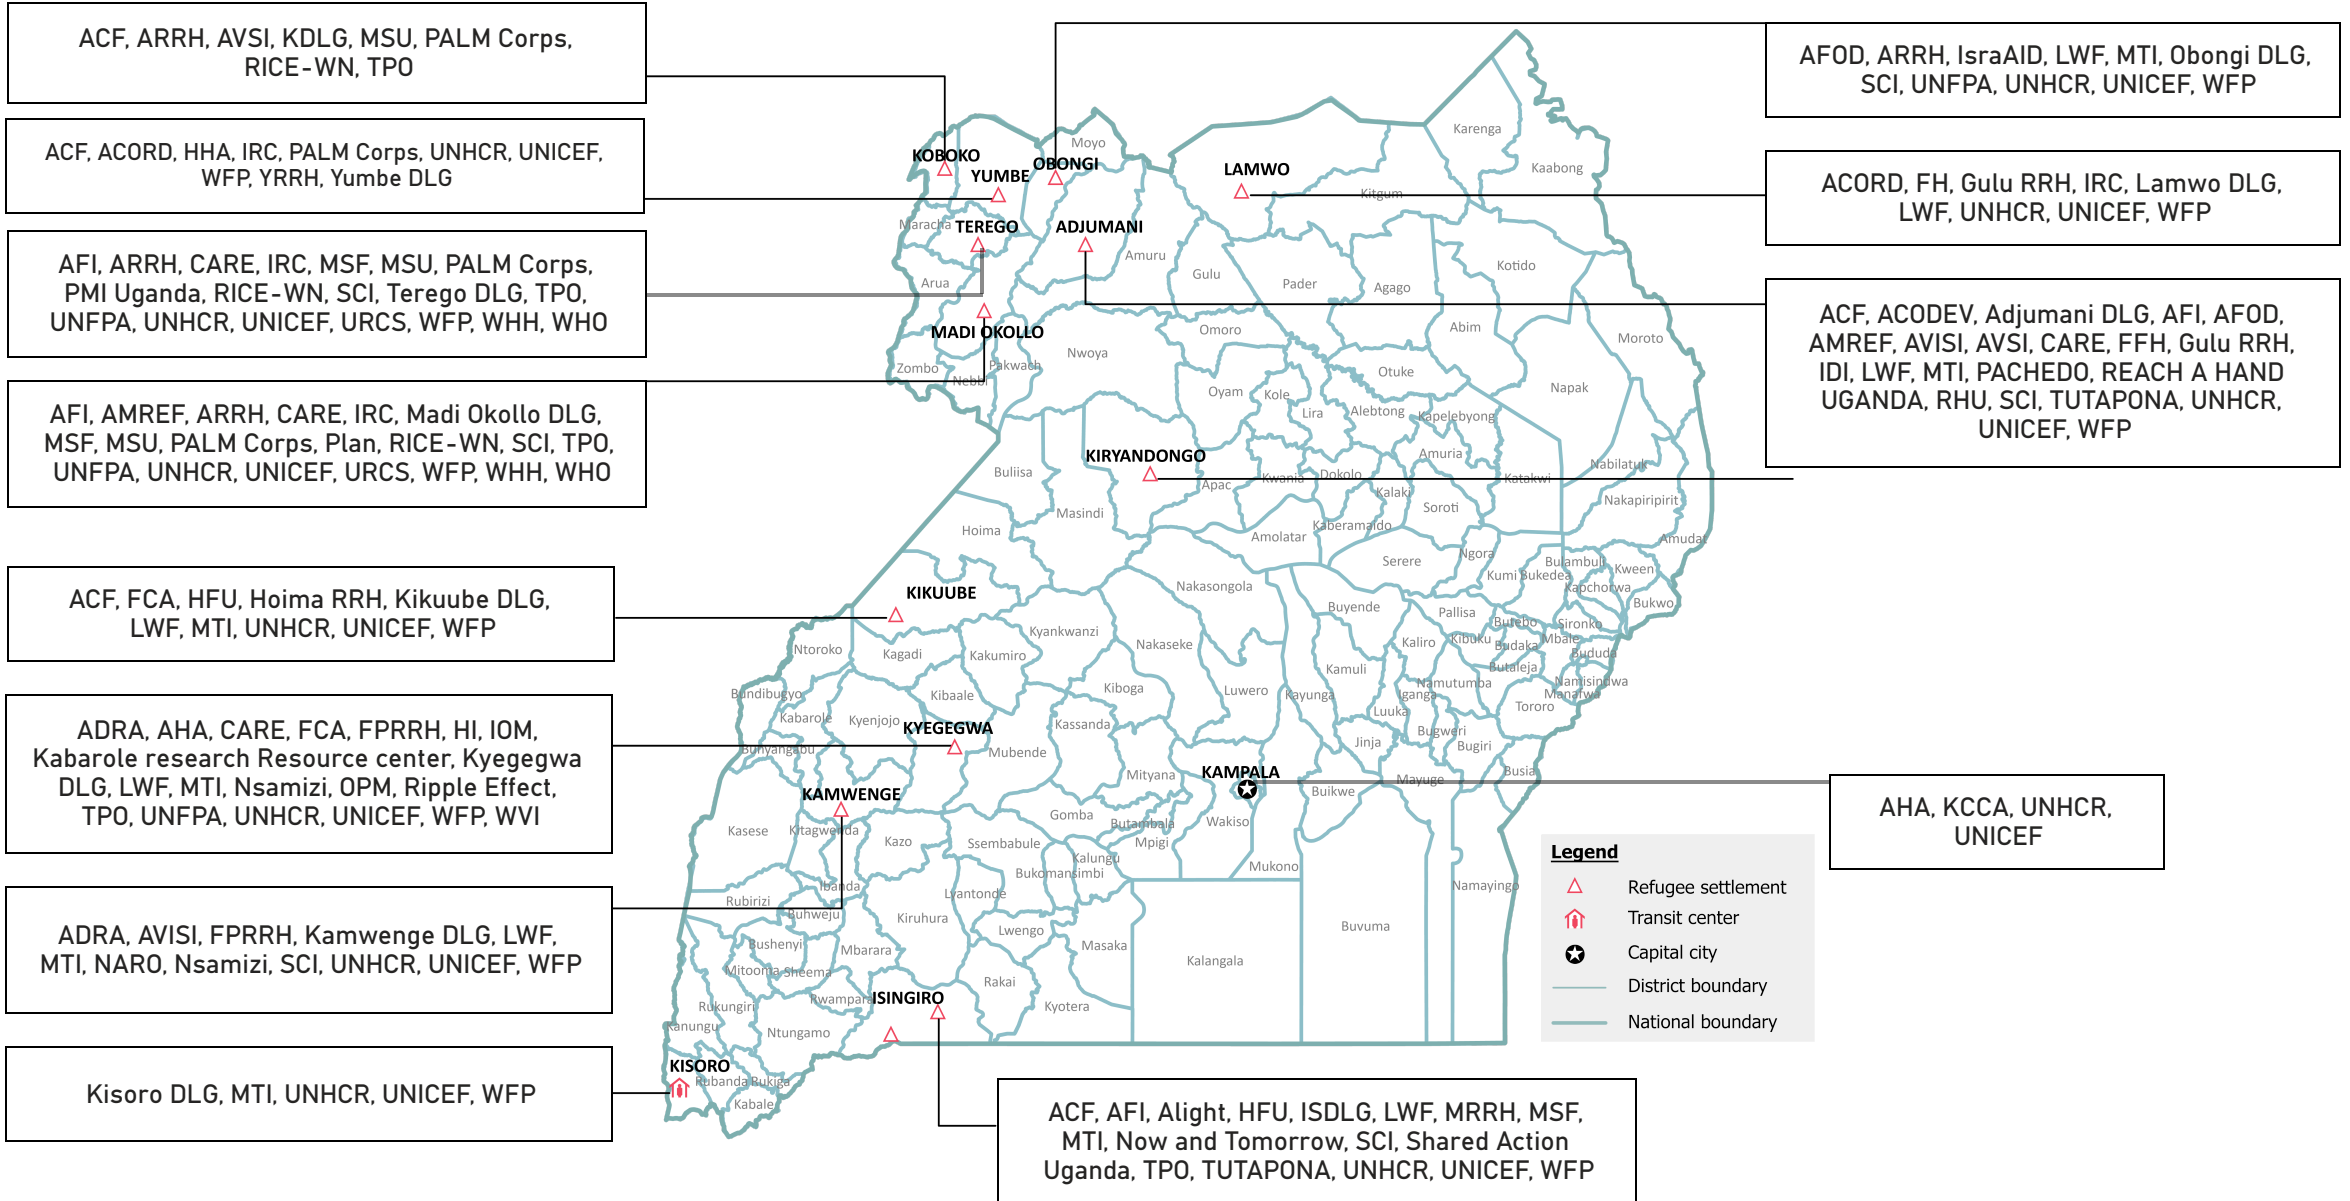 ACF, ARRH, AVSI, KDLG, MSU, PALM Corps,
RICE-WN, TPO
ACF, ACORD, HHA, IRC, PALM Corps, UNHCR, UNICEF,
WFP, YRRH, Yumbe DLG
AFI, ARRH, CARE, IRC, MSF, MSU, PALM Corps,
PMI Uganda, RICE-WN, SCI, Terego DLG, TPO,
UNFPA, UNHCR, UNICEF, URCS, WFP, WHH, WHO
AFI, AMREF, ARRH, CARE, IRC, Madi Okollo DLG,
MSF, MSU, PALM Corps, Plan, RICE-WN, SCI, TPO,
UNFPA, UNHCR, UNICEF, URCS, WFP, WHH, WHO
ACF, FCA, HFU, Hoima RRH, Kikuube DLG,
LWF, MTI, UNHCR, UNICEF, WFP
ADRA, AHA, CARE, FCA, FPRRH, HI, IOM,
Kabarole research Resource center, Kyegegwa
DLG, LWF, MTI, Nsamizi, OPM, Ripple Effect,
TPO, UNFPA, UNHCR, UNICEF, WFP, WVI
ADRA, AVISI, FPRRH, Kamwenge DLG, LWF,
MTI, NARO, Nsamizi, SCI, UNHCR, UNICEF, WFP
Kisoro DLG, MTI, UNHCR, UNICEF, WFP
AFOD, ARRH, IsraAID, LWF, MTI, Obongi DLG,
SCI, UNFPA, UNHCR, UNICEF, WFP
ACORD, FH, Gulu RRH, IRC, Lamwo DLG,
LWF, UNHCR, UNICEF, WFP
ACF, ACODEV, Adjumani DLG, AFI, AFOD,
AMREF, AVISI, AVSI, CARE, FFH, Gulu RRH,
IDI, LWF, MTI, PACHEDO, REACH A HAND
UGANDA, RHU, SCI, TUTAPONA, UNHCR,
UNICEF, WFP
AHA, KCCA, UNHCR,
UNICEF
ACF, AFI, Alight, HFU, ISDLG, LWF, MRRH, MSF,
MTI, Now and Tomorrow, SCI, Shared Action
Uganda, TPO, TUTAPONA, UNHCR, UNICEF, WFP
Karenga
Moyo
KOBOKO
OBONGI
YUMBE
LAMWO
Kaabong
Kitgum
Maracha
TEREGO
ADJUMANI
Amuru
Gulu
Kotido
Arua
Pader
Agago
MADI OKOLLO
Omoro
Abim
Moroto
Nwoya
Zombo
Nebbi
Pakwach
Otuke
Napak
Oyam
Kole
Lira
Alebtong
Kapelebyong
KIRYANDONGO
Amuria
Buliisa
Apac
Kwania
Dokolo
Katakwi
Nabilatuk
Kalaki
Nakapiripirit
Masindi
Soroti
Hoima
Kaberamaido
Amolatar
Amudat
Serere
Ngora
Bulambuli
Kween
Kumi
Bukedea
Kapchorwa
KIKUUBE
Nakasongola
Bukwo
Buyende
Pallisa
Butebo
Sironko
Kyankwanzi
Kaliro
Kibuku
Budaka
Mbale
Bududa
Ntoroko
Kagadi
Kakumiro
Nakaseke
Kamuli
Butaleja
Bundibugyo
Kibaale
Kiboga
Luwero
Kayunga
Iganga
Namutumba
Namisindwa
Manafwa
Tororo
Kabarole
Kyenjojo
Kassanda
Luuka
KYEGEGWA
Bugweri
Bugiri
Bunyangabu
Mubende
Jinja
Mityana
KAMPALA
Mayuge
Busia
KAMWENGE
Buikwe
Gomba
Butambala
Wakiso
Kasese
Kitagwenda
Kazo
Ssembabule
Mpigi
Kalungu
Mukono
Bukomansimbi
Ibanda
Lyantonde
Namayingo
Rubirizi
Buhweju
Kiruhura
Lwengo
Buvuma
Bushenyi
Mbarara
Masaka
Kalangala
Mitooma
Sheema
Rakai
Rukungiri
Rwampara
ISINGIRO
Kyotera
Kanungu
Ntungamo
KISORO
Rubanda
Rukiga
Kabale
Legend
Refugee settlement
Transit center
Capital city
District boundary
National boundary